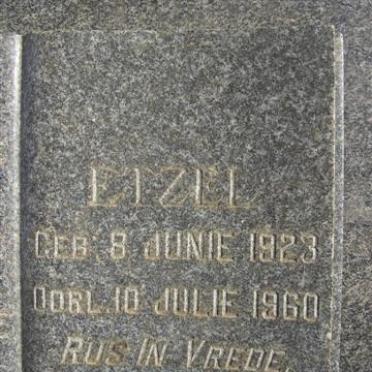 ETZEL
GEB. 8 JUNIE 1923
OORL. 10 JULIE 1960
RUS IN VREDE.